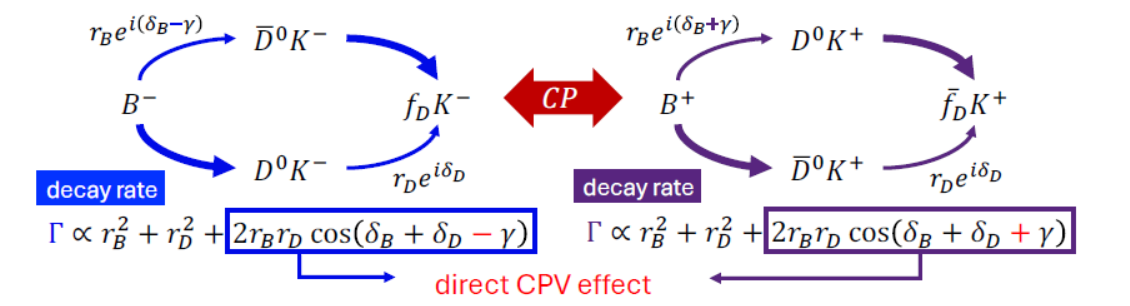 r_B e^{i(δ_B−γ)} D̅⁰K⁻
B⁻ f_D K⁻
D⁰K⁻ r_D e^{iδ_D}
decay rate
Γ ∝ r_B² + r_D² + 2r_B r_D cos(δ_B + δ_D − γ)
CP
r_B e^{i(δ_B+γ)} D⁰K⁺
B⁺ f̅_D K⁺
D̅⁰K⁺ r_D e^{iδ_D}
decay rate
Γ ∝ r_B² + r_D² + 2r_B r_D cos(δ_B + δ_D + γ)
direct CPV effect